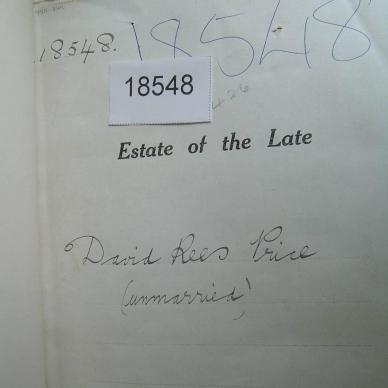 18548. 18548
18548
Estate of the Late
David Rees Price
(unmarried)